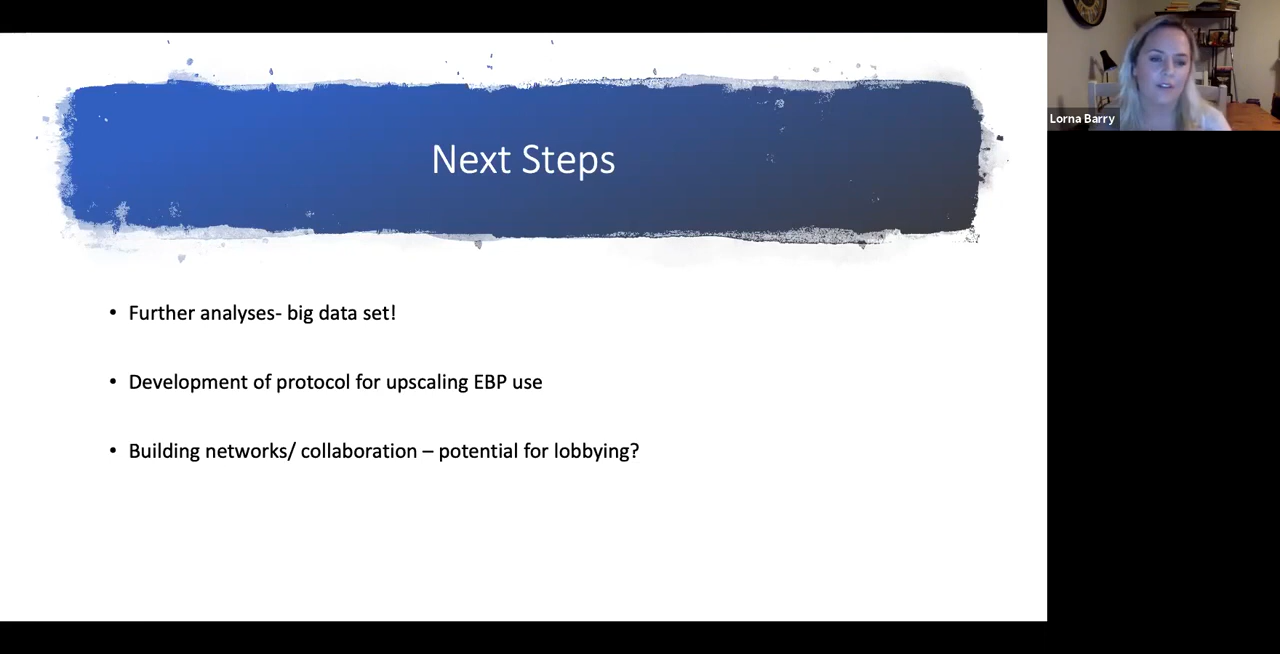 Next Steps
Lorna Barry
• Further analyses- big data set!
• Development of protocol for upscaling EBP use
• Building networks/ collaboration – potential for lobbying?